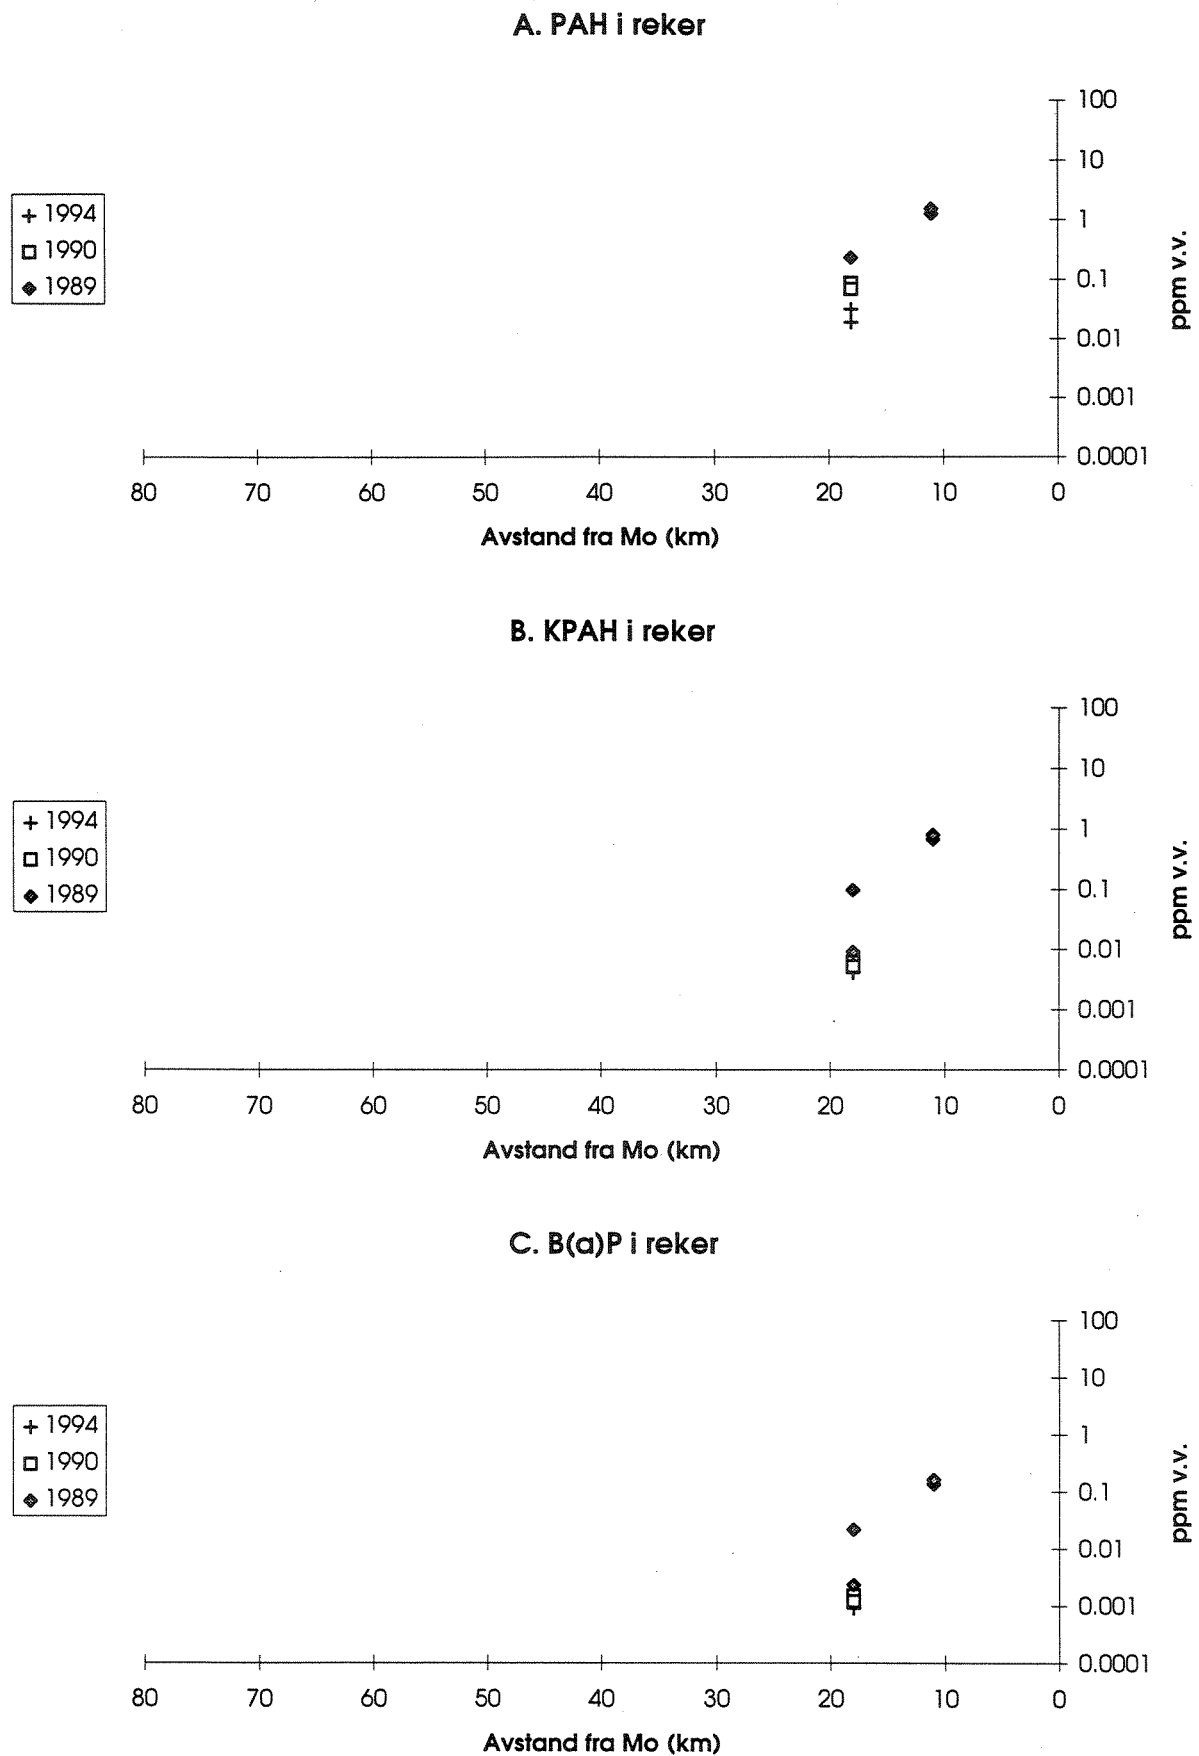 A. PAH i reker
100
10
1
0.1
0.01
0.001
0.0001
ppm v.v.
1994
1990
1989
80 70 60 50 40 30 20 10 0
Avstand fra Mo (km)
B. KPAH i reker
100
10
1
0.1
0.01
0.001
0.0001
ppm v.v.
1994
1990
1989
80 70 60 50 40 30 20 10 0
Avstand fra Mo (km)
C. B(a)P i reker
100
10
1
0.1
0.01
0.001
0.0001
ppm v.v.
1994
1990
1989
80 70 60 50 40 30 20 10 0
Avstand fra Mo (km)